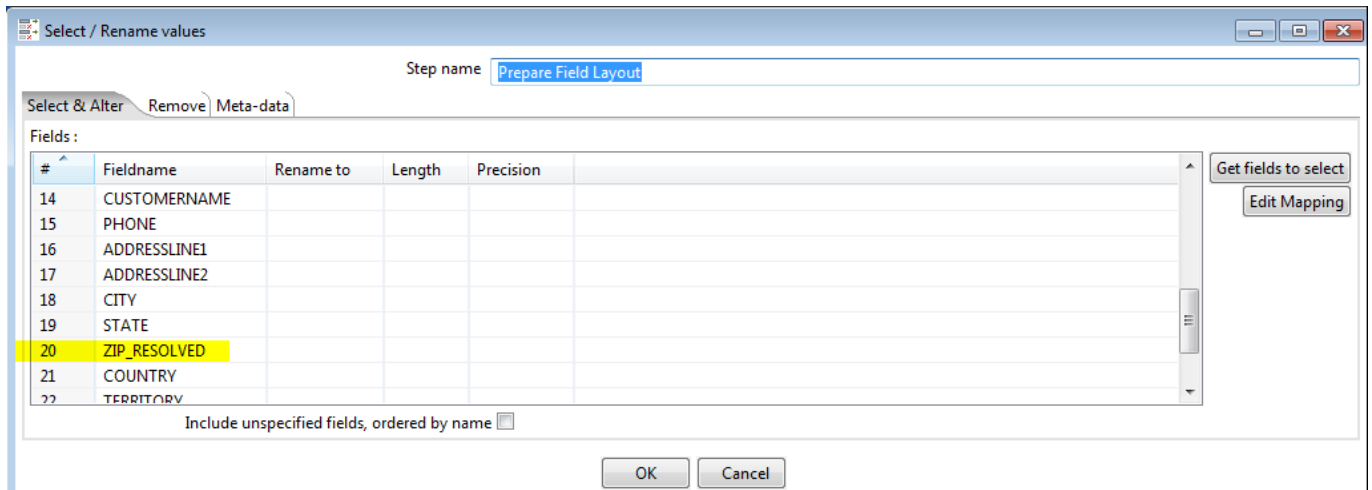 Select / Rename values
Step name Prepare Field Layout
Select & Alter Remove Meta-data
Fields :
# Fieldname Rename to Length Precision
Get fields to select
14 CUSTOMERNAME
Edit Mapping
15 PHONE
16 ADDRESSLINE1
17 ADDRESSLINE2
18 CITY
19 STATE
20 ZIP_RESOLVED
21 COUNTRY
22 TERRITORY
Include unspecified fields, ordered by name
OK Cancel